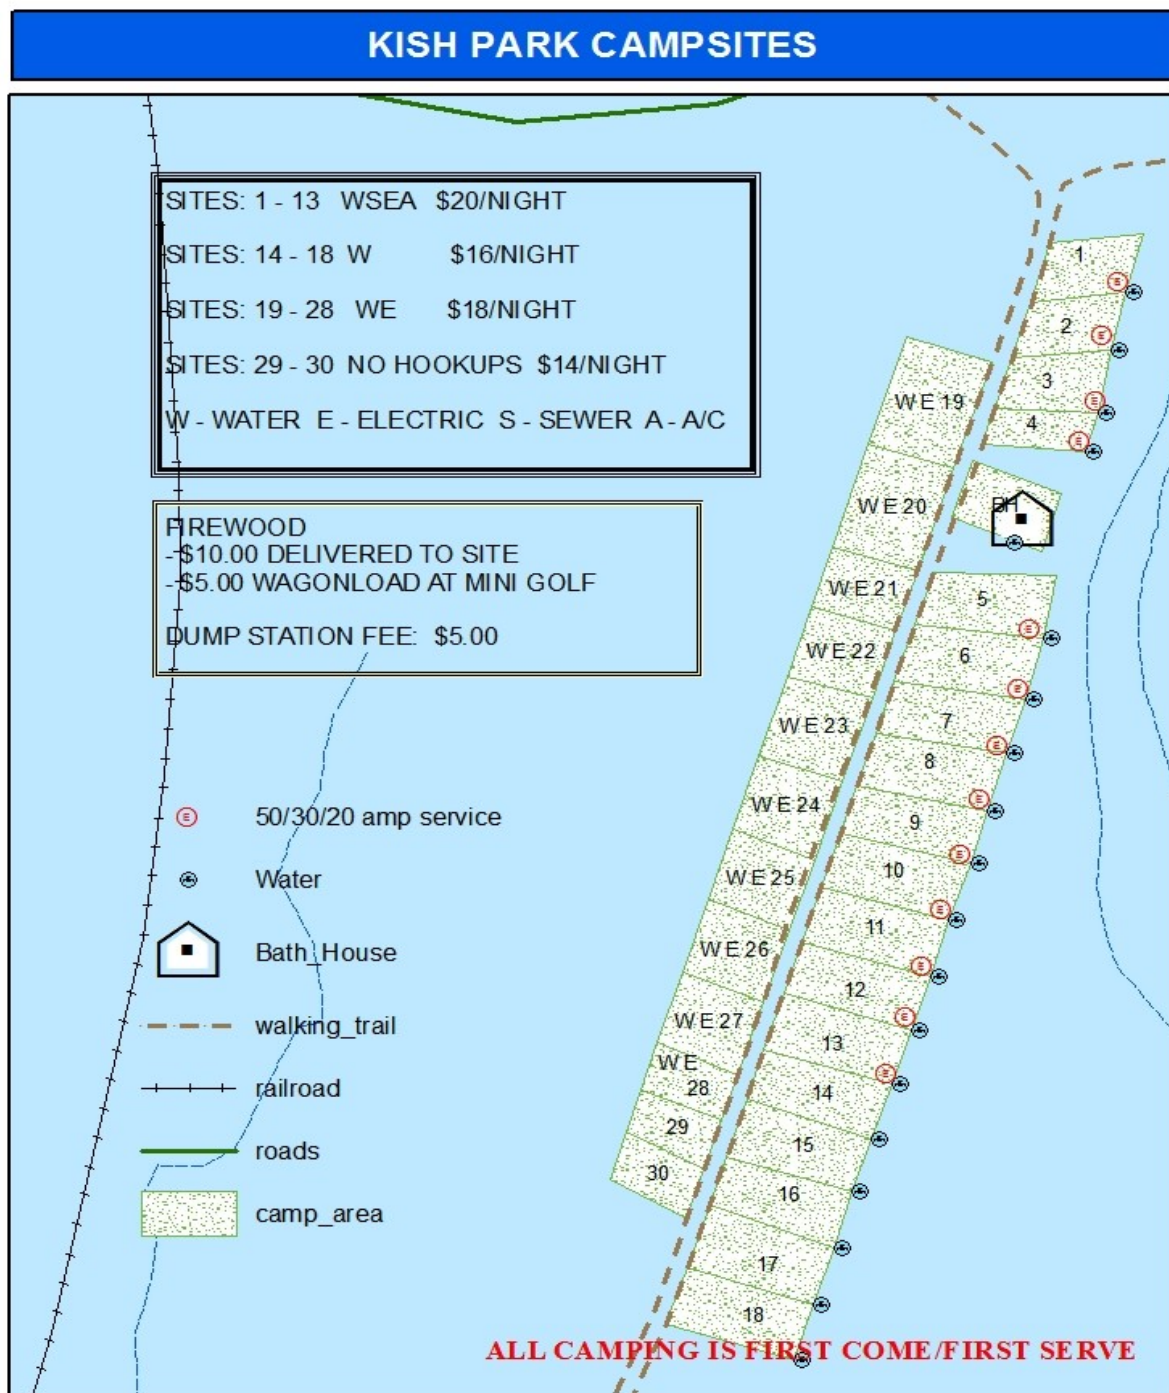 KISH PARK CAMPSITES
SITES: 1 - 13 WSEA $20/NIGHT
SITES: 14 - 18 W $16/NIGHT
SITES: 19 - 28 WE $18/NIGHT
SITES: 29 - 30 NO HOOKUPS $14/NIGHT
W - WATER E - ELECTRIC S - SEWER A - A/C
FIREWOOD
- $10.00 DELIVERED TO SITE
- $5.00 WAGONLOAD AT MINI GOLF
DUMP STATION FEE: $5.00
E 50/30/20 amp service
Water
Bath_House
walking_trail
railroad
roads
camp_area
1
2
3
4
BH
5
6
7
8
9
10
11
12
13
14
15
16
17
18
WE 19
WE 20
WE 21
WE 22
WE 23
WE 24
WE 25
WE 26
WE 27
WE
28
29
30
ALL CAMPING IS FIRST COME/FIRST SERVE